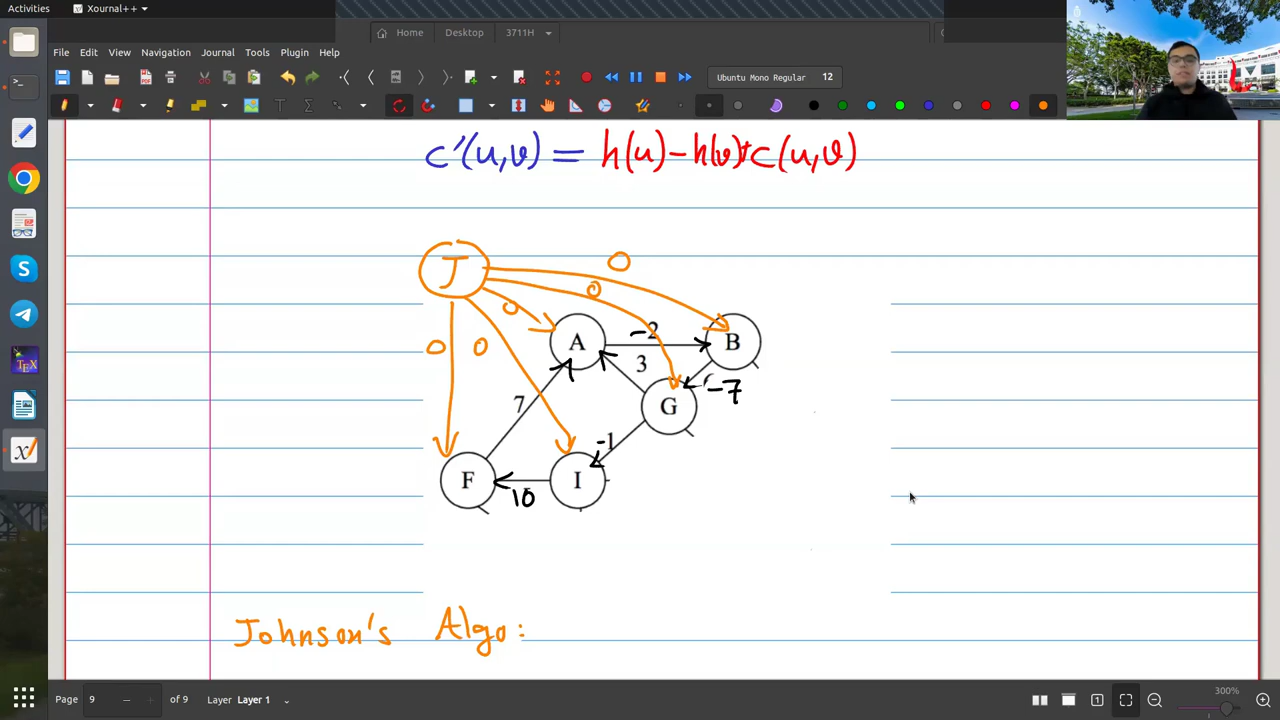 Activities
Xournal++
Home Desktop 3711H
File Edit View Navigation Journal Tools Plugin Help
Ubuntu Mono Regular 12
c'(u,v) = h(u)-h(v)+c(u,v)
J
0
0
0
0 0
A -2 B
3
-7
7 G
-1
F I
10
Johnson's Algo:
Page 9 of 9 Layer Layer 1
300%